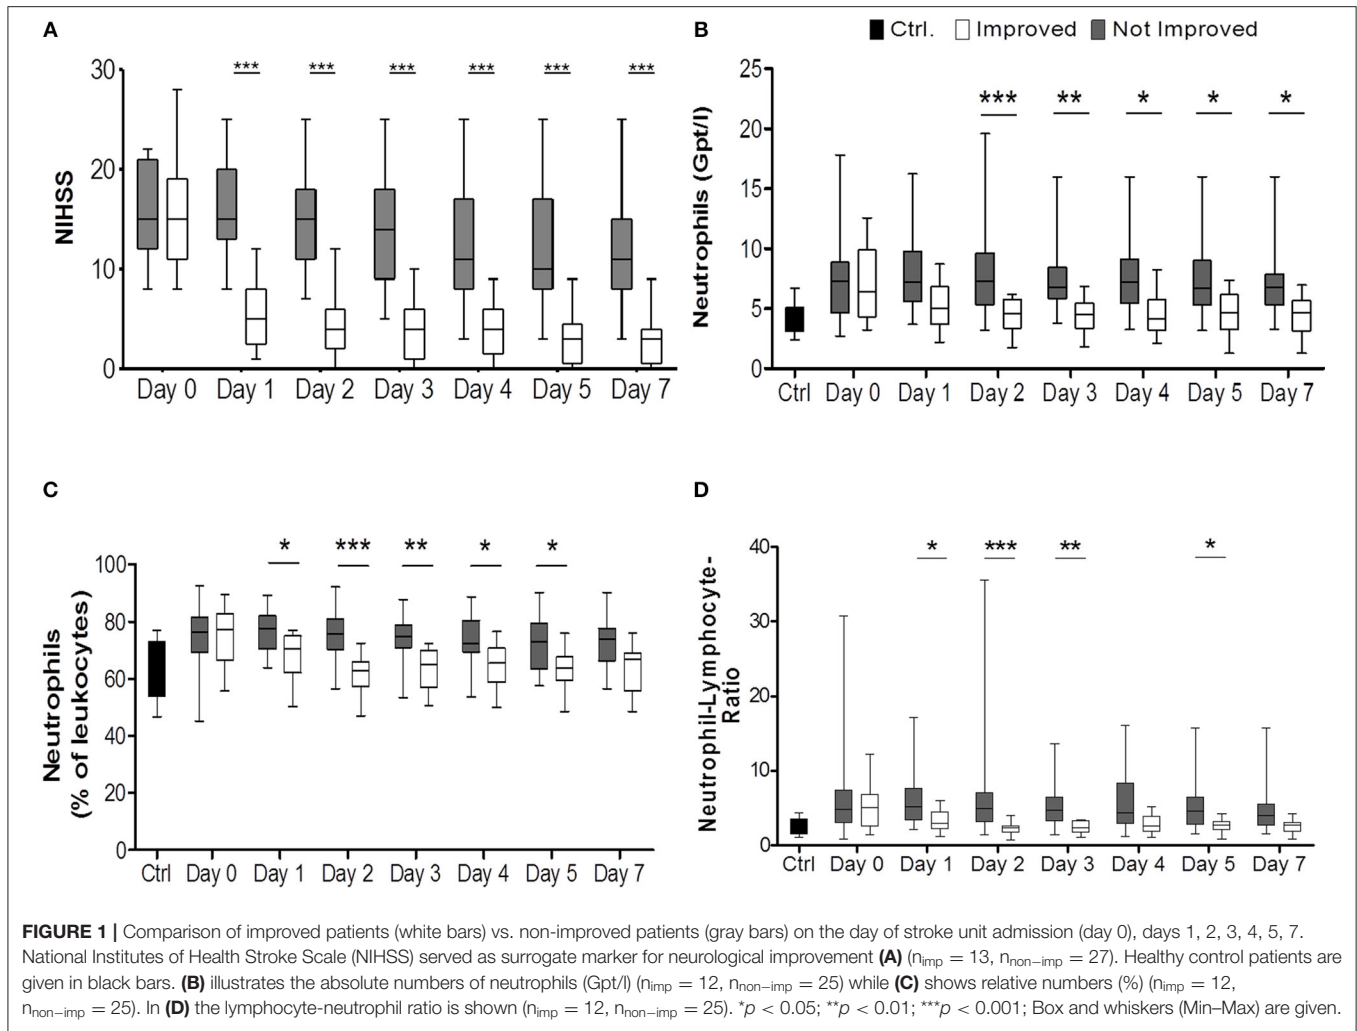 A
NIHSS
30
20
10
0
*** *** *** *** *** ***
Day 0 Day 1 Day 2 Day 3 Day 4 Day 5 Day 7
B
Ctrl. Improved Not Improved
Neutrophils (Gpt/l)
25
20
15
10
5
0
*** ** * * *
Ctrl Day 0 Day 1 Day 2 Day 3 Day 4 Day 5 Day 7
C
Neutrophils
(% of leukocytes)
100
80
60
40
20
0
* *** ** * *
Ctrl Day 0 Day 1 Day 2 Day 3 Day 4 Day 5 Day 7
D
Neutrophil-Lymphocyte-
Ratio
40
30
20
10
0
* *** ** *
Ctrl Day 0 Day 1 Day 2 Day 3 Day 4 Day 5 Day 7
FIGURE 1 | Comparison of improved patients (white bars) vs. non-improved patients (gray bars) on the day of stroke unit admission (day 0), days 1, 2, 3, 4, 5, 7.
National Institutes of Health Stroke Scale (NIHSS) served as surrogate marker for neurological improvement (A) (nimp = 13, nnon−imp = 27). Healthy control patients are
given in black bars. (B) illustrates the absolute numbers of neutrophils (Gpt/l) (nimp = 12, nnon−imp = 25) while (C) shows relative numbers (%) (nimp = 12,
nnon−imp = 25). In (D) the lymphocyte-neutrophil ratio is shown (nimp = 12, nnon−imp = 25). *p < 0.05; **p < 0.01; ***p < 0.001; Box and whiskers (Min–Max) are given.